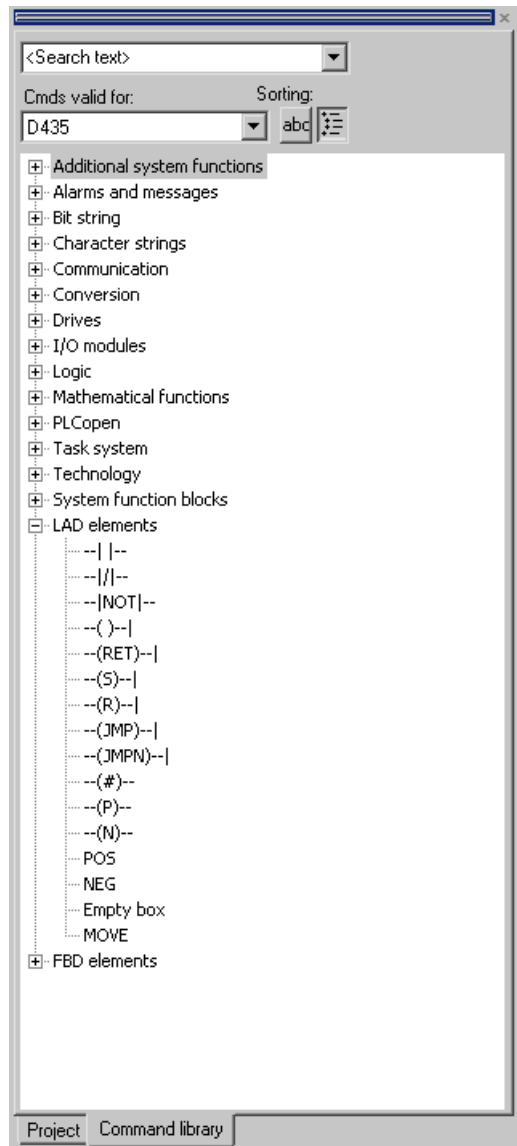 <Search text>
Cmds valid for: Sorting:
D435 abc
Additional system functions
Alarms and messages
Bit string
Character strings
Communication
Conversion
Drives
I/O modules
Logic
Mathematical functions
PLCopen
Task system
Technology
System function blocks
LAD elements
--| |--
--|/|--
--|NOT|--
--( )--|
--(RET)--|
--(S)--|
--(R)--|
--(JMP)--|
--(JMPN)--|
--(#)--
--(P)--
--(N)--
POS
NEG
Empty box
MOVE
FBD elements
Project Command library